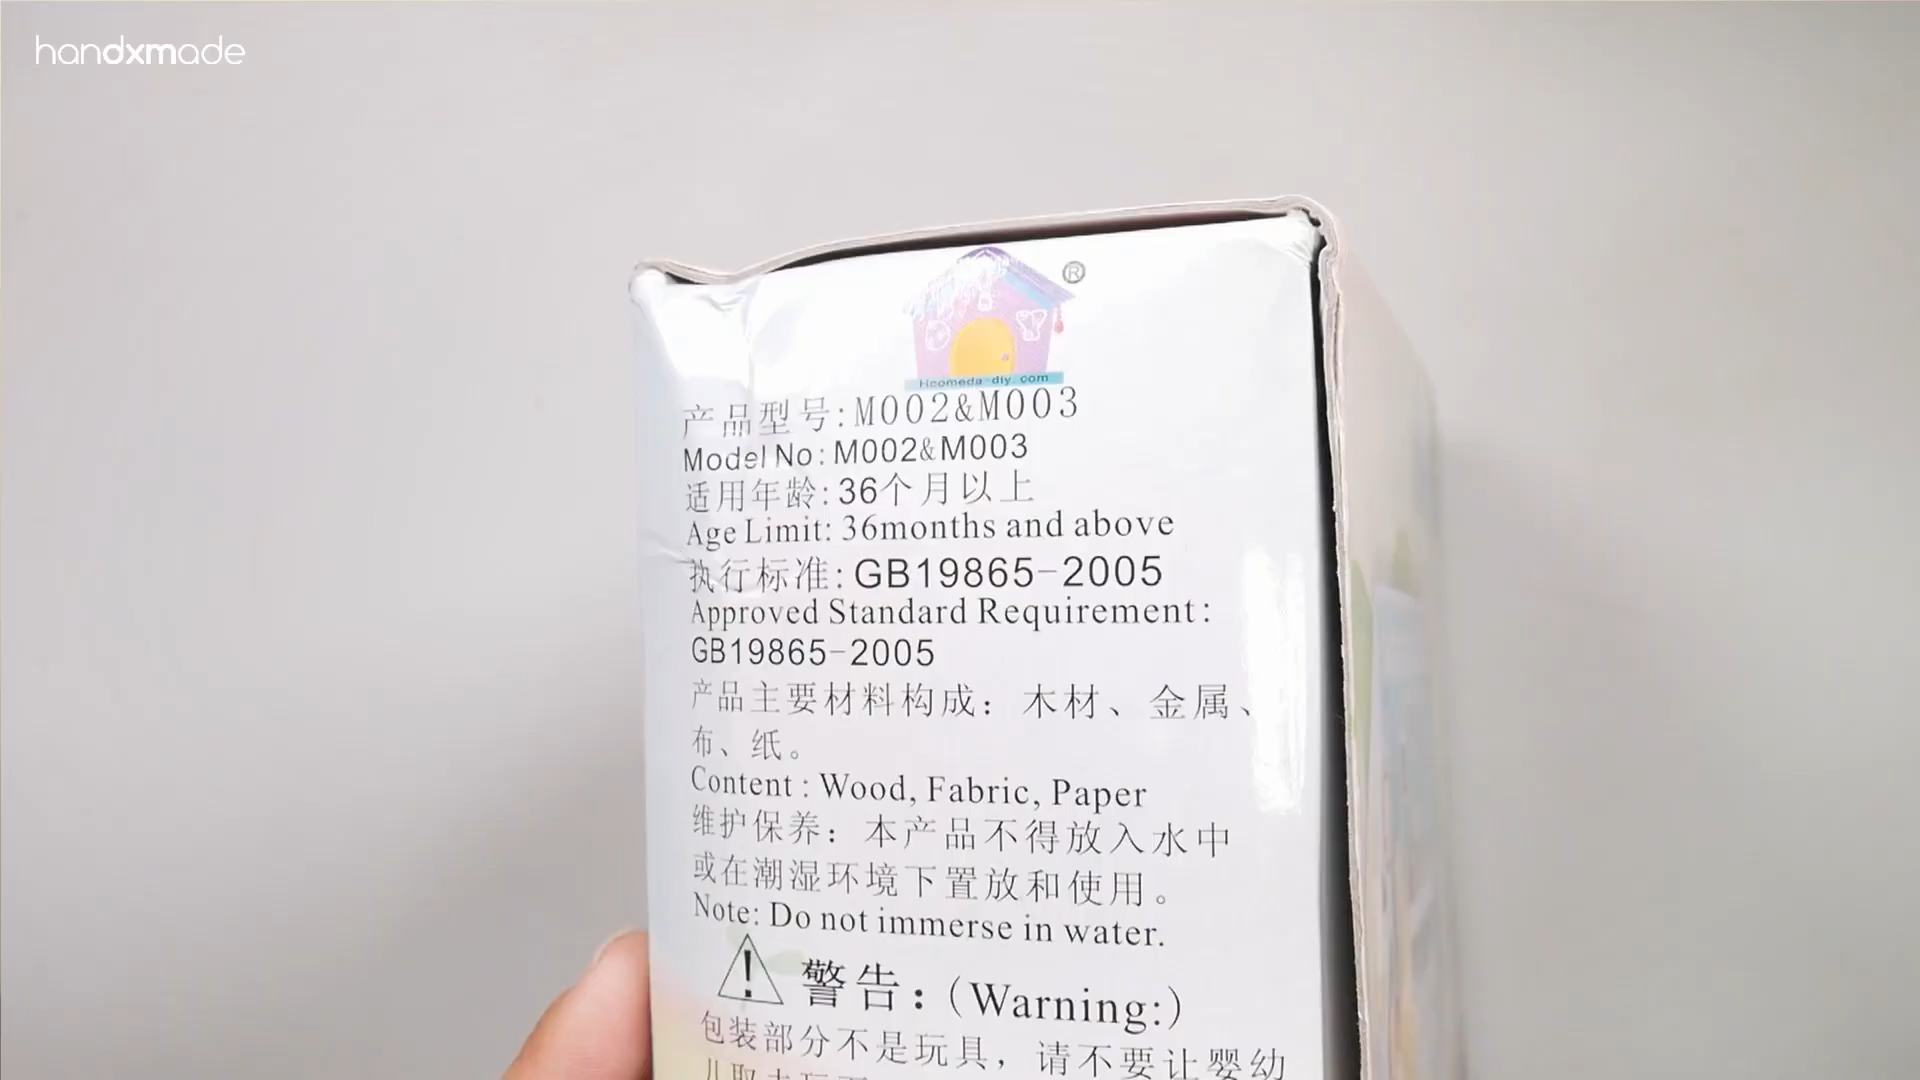 handxmade
®
Hoomeda-diy.com
产品型号:M002&M003
Model No: M002&M003
适用年龄: 36个月以上
Age Limit: 36months and above
执行标准: GB19865-2005
Approved Standard Requirement:
GB19865-2005
产品主要材料构成：木材、金属、
布、纸。
Content : Wood, Fabric, Paper
维护保养：本产品不得放入水中
或在潮湿环境下置放和使用。
Note: Do not immerse in water.
警告：(Warning:)
包装部分不是玩具，请不要让婴幼